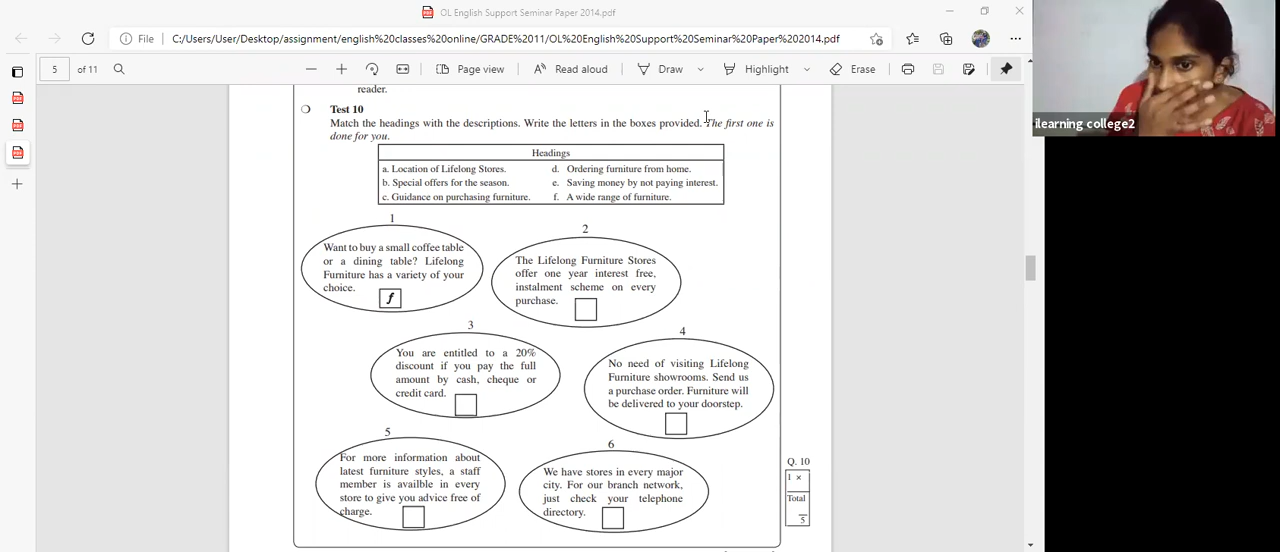 OL English Support Seminar Paper 2014.pdf
File C:/Users/User/Desktop/assignment/english%20classes%20online/GRADE%2011/OL%20English%20Support%20Seminar%20Paper%202014.pdf
5 of 11 Page view Read aloud Draw Highlight Erase
ilearning college2
reader.
Test 10
Match the headings with the descriptions. Write the letters in the boxes provided. The first one is
done for you.
Headings
a. Location of Lifelong Stores. d. Ordering furniture from home.
b. Special offers for the season. e. Saving money by not paying interest.
c. Guidance on purchasing furniture. f. A wide range of furniture.
1
Want to buy a small coffee table
or a dining table? Lifelong
Furniture has a variety of your
choice.
f
2
The Lifelong Furniture Stores
offer one year interest free,
instalment scheme on every
purchase.
3
You are entitled to a 20%
discount if you pay the full
amount by cash, cheque or
credit card.
4
No need of visiting Lifelong
Furniture showrooms. Send us
a purchase order. Furniture will
be delivered to your doorstep.
5
For more information about
latest furniture styles, a staff
member is availble in every
store to give you advice free of
charge.
6
We have stores in every major
city. For our branch network,
just check your telephone
directory.
Q. 10
1 ×
Total
5